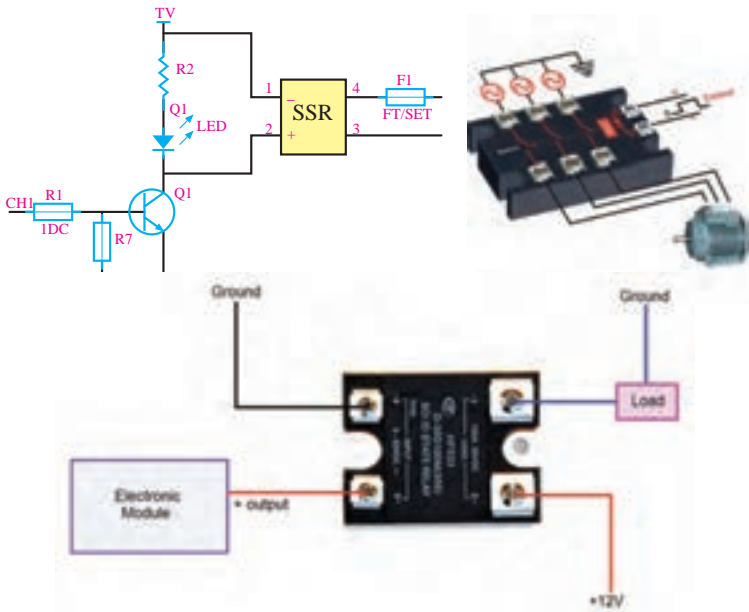 TV
R2
1
4
F1
Q1
SSR
−
FT/SET
LED
2
+
3
Q1
CH1
R1
1DC
R7
Ground
Ground
Load
Electronic
Module
+ output
+12V